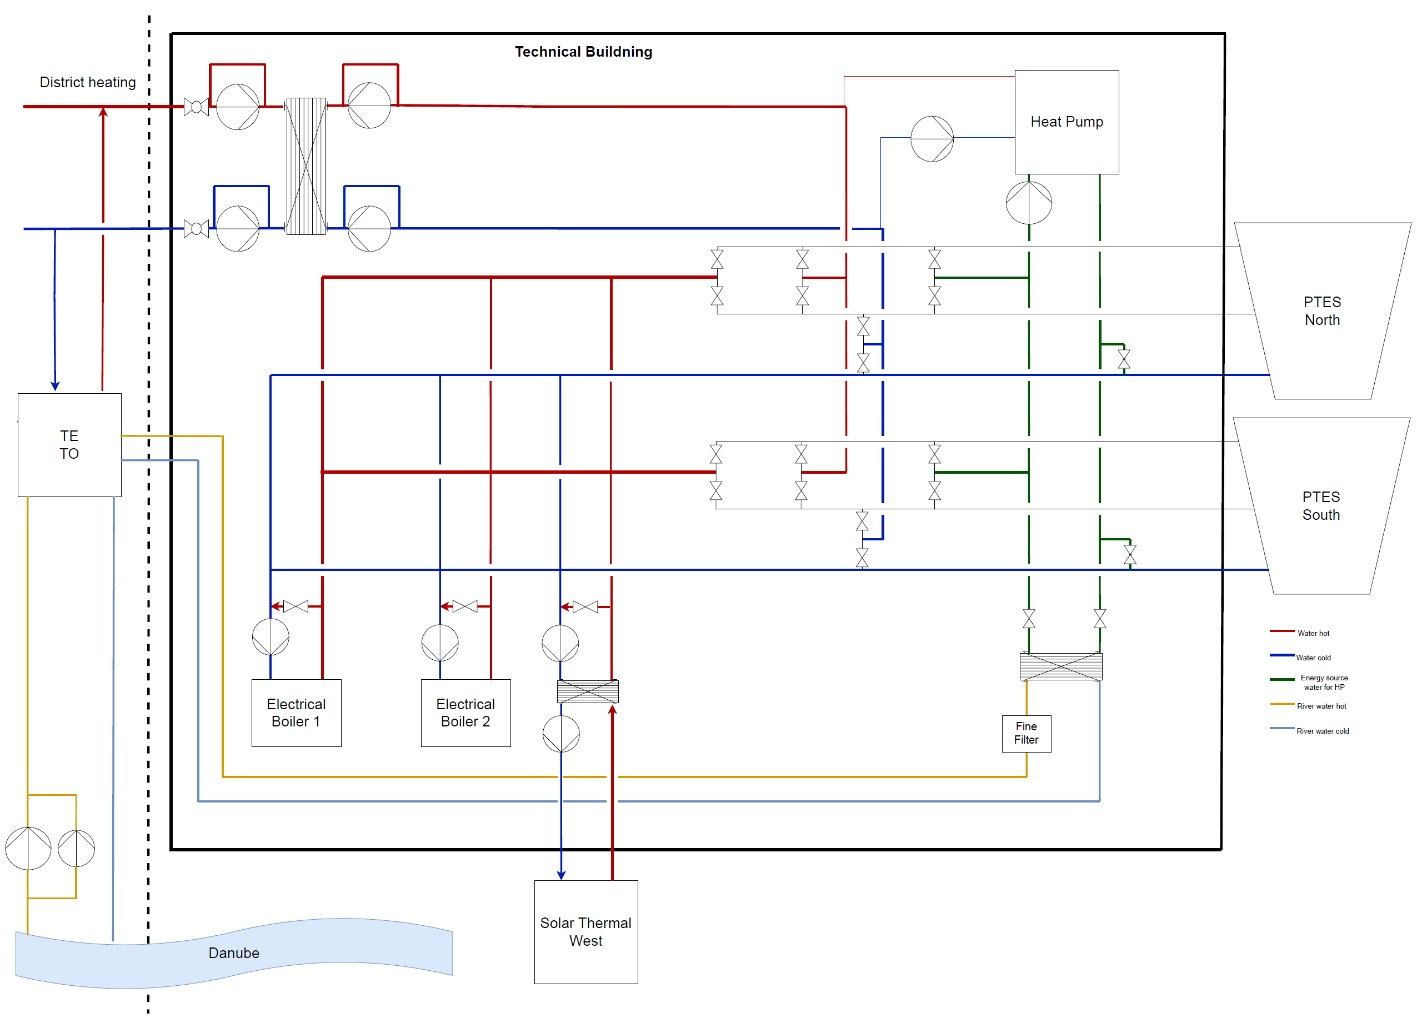 Technical Buildning
District heating
Heat Pump
PTES
North
TE
TO
PTES
South
Water hot
Water cold
Energy source
water for HP
River water hot
River water cold
Electrical
Boiler 1
Electrical
Boiler 2
Fine
Filter
Solar Thermal
West
Danube